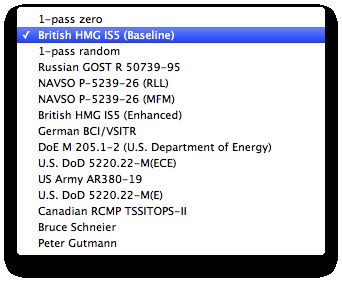 1-pass zero
✓ British HMG IS5 (Baseline)
1-pass random
Russian GOST R 50739-95
NAVSO P-5239-26 (RLL)
NAVSO P-5239-26 (MFM)
British HMG IS5 (Enhanced)
German BCI/VSITR
DoE M 205.1-2 (U.S. Department of Energy)
U.S. DoD 5220.22-M(ECE)
US Army AR380-19
U.S. DoD 5220.22-M(E)
Canadian RCMP TSSITOPS-II
Bruce Schneier
Peter Gutmann